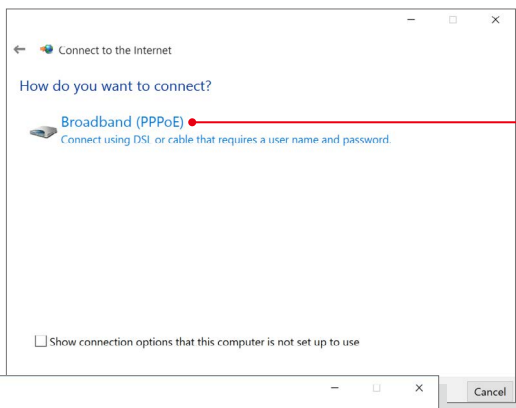 Connect to the Internet
How do you want to connect?
Broadband (PPPoE)
Connect using DSL or cable that requires a user name and password.
Show connection options that this computer is not set up to use
Cancel